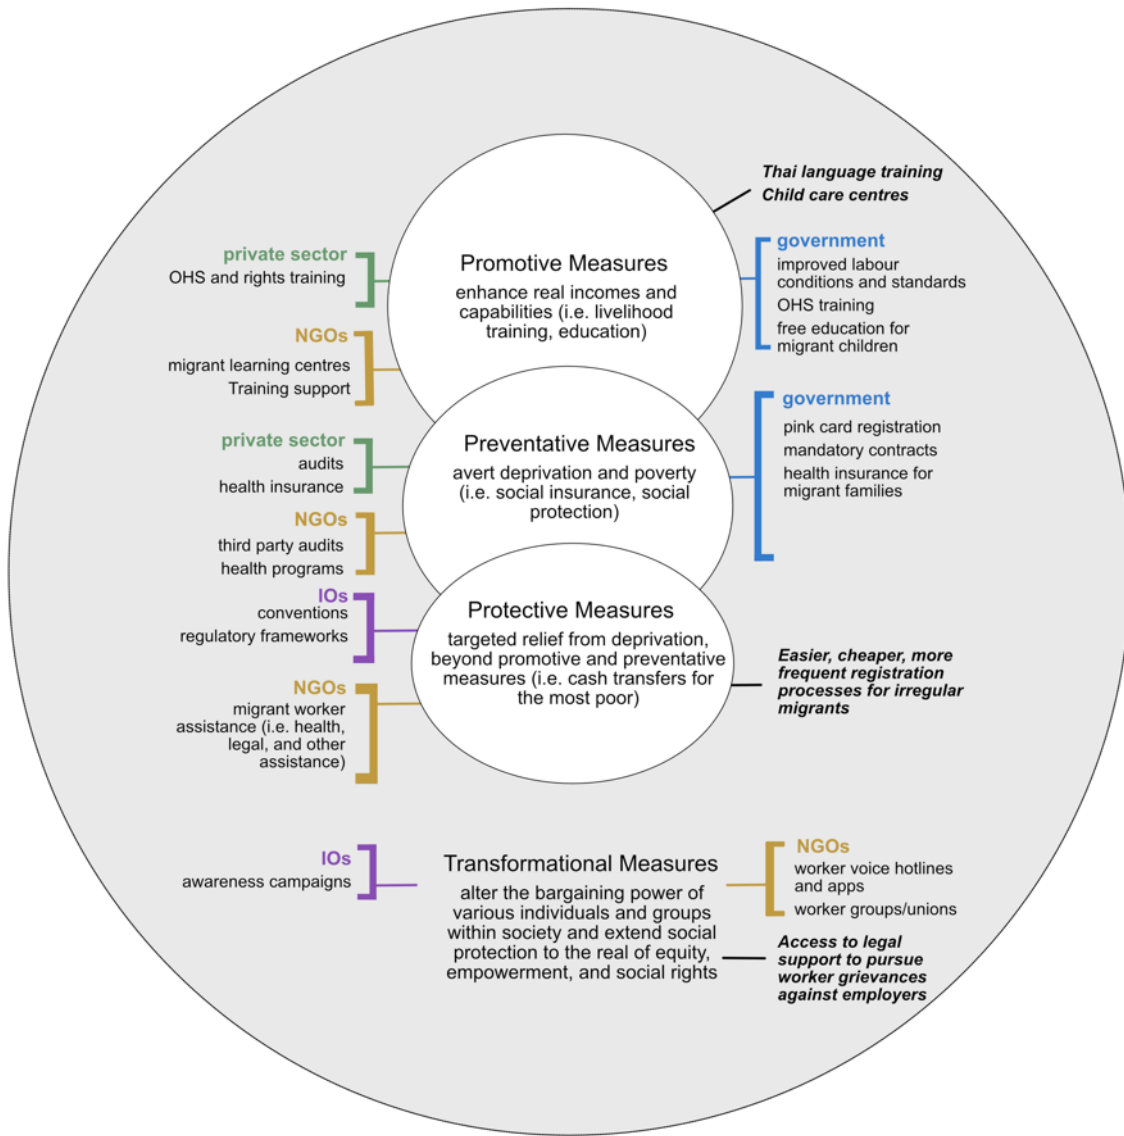 Thai language training
Child care centres
private sector
OHS and rights training
NGOs
migrant learning centres
Training support
Promotive Measures
enhance real incomes and
capabilities (i.e. livelihood
training, education)
government
improved labour
conditions and standards
OHS training
free education for
migrant children
private sector
audits
health insurance
NGOs
third party audits
health programs
Preventative Measures
avert deprivation and poverty
(i.e. social insurance, social
protection)
government
pink card registration
mandatory contracts
health insurance for
migrant families
IOs
conventions
regulatory frameworks
NGOs
migrant worker
assistance (i.e. health,
legal, and other
assistance)
Protective Measures
targeted relief from deprivation,
beyond promotive and preventative
measures (i.e. cash transfers for
the most poor)
Easier, cheaper, more
frequent registration
processes for irregular
migrants
IOs
awareness campaigns
Transformational Measures
alter the bargaining power of
various individuals and groups
within society and extend social
protection to the real of equity,
empowerment, and social rights
NGOs
worker voice hotlines
and apps
worker groups/unions
Access to legal
support to pursue
worker grievances
against employers